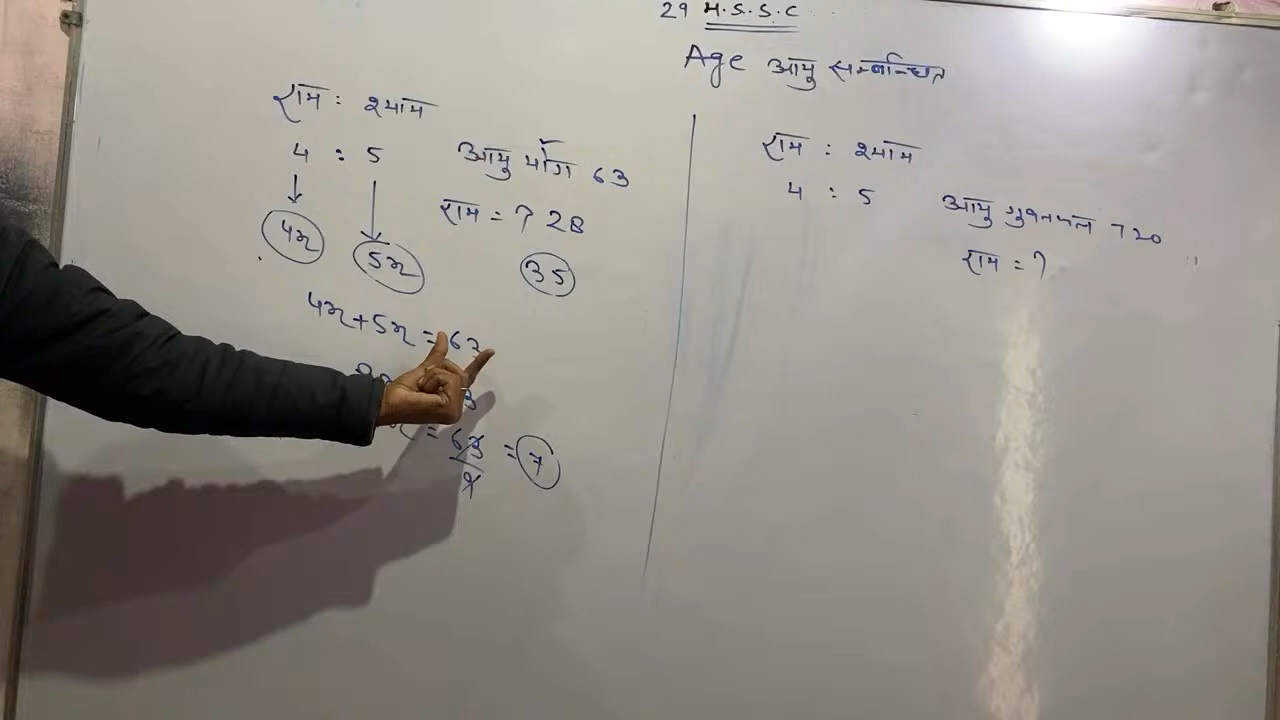 29 H.S.S.C
Age आयु सम्बन्धित
राम : श्याम
4 : 5 आयु योग 63
राम = ? 28
4x 5x 35
4x+5x = 63
= 63/9 = 7
राम : श्याम
4 : 5 आयु गुणनफल 720
राम = ?